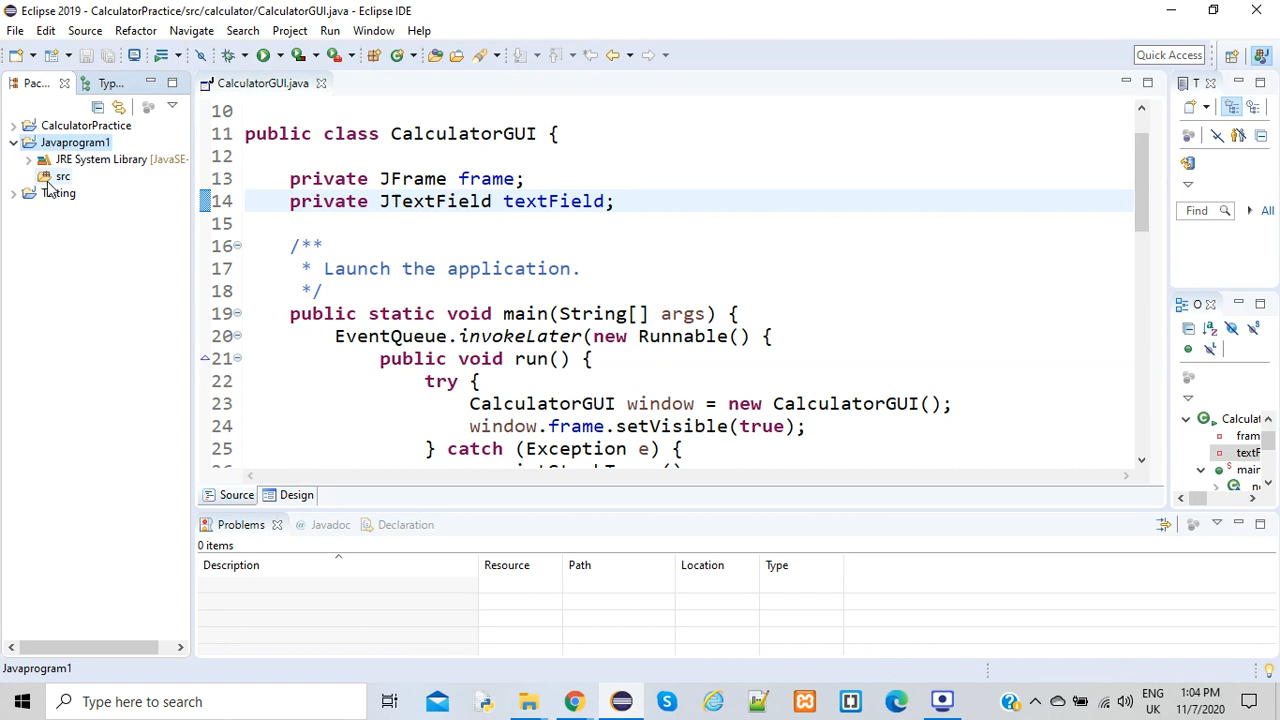 Eclipse 2019 - CalculatorPractice/src/calculator/CalculatorGUI.java - Eclipse IDE
File Edit Source Refactor Navigate Search Project Run Window Help
Quick Access
Pac... Typ... CalculatorGUI.java T
CalculatorPractice
Javaprogram1
JRE System Library [JavaSE-
src
10
11 public class CalculatorGUI {
12
13 private JFrame frame;
14 private JTextField textField;
15
16 /**
17 * Launch the application.
18 */
19 public static void main(String[] args) {
20 EventQueue.invokeLater(new Runnable() {
21 public void run() {
22 try {
23 CalculatorGUI window = new CalculatorGUI();
24 window.frame.setVisible(true);
25 } catch (Exception e) {
Find All
O
Calculat
fram
textF
main
Source Design
Problems @ Javadoc Declaration
0 items
Description Resource Path Location Type
Javaprogram1
Type here to search
ENG
UK
1:04 PM
11/7/2020